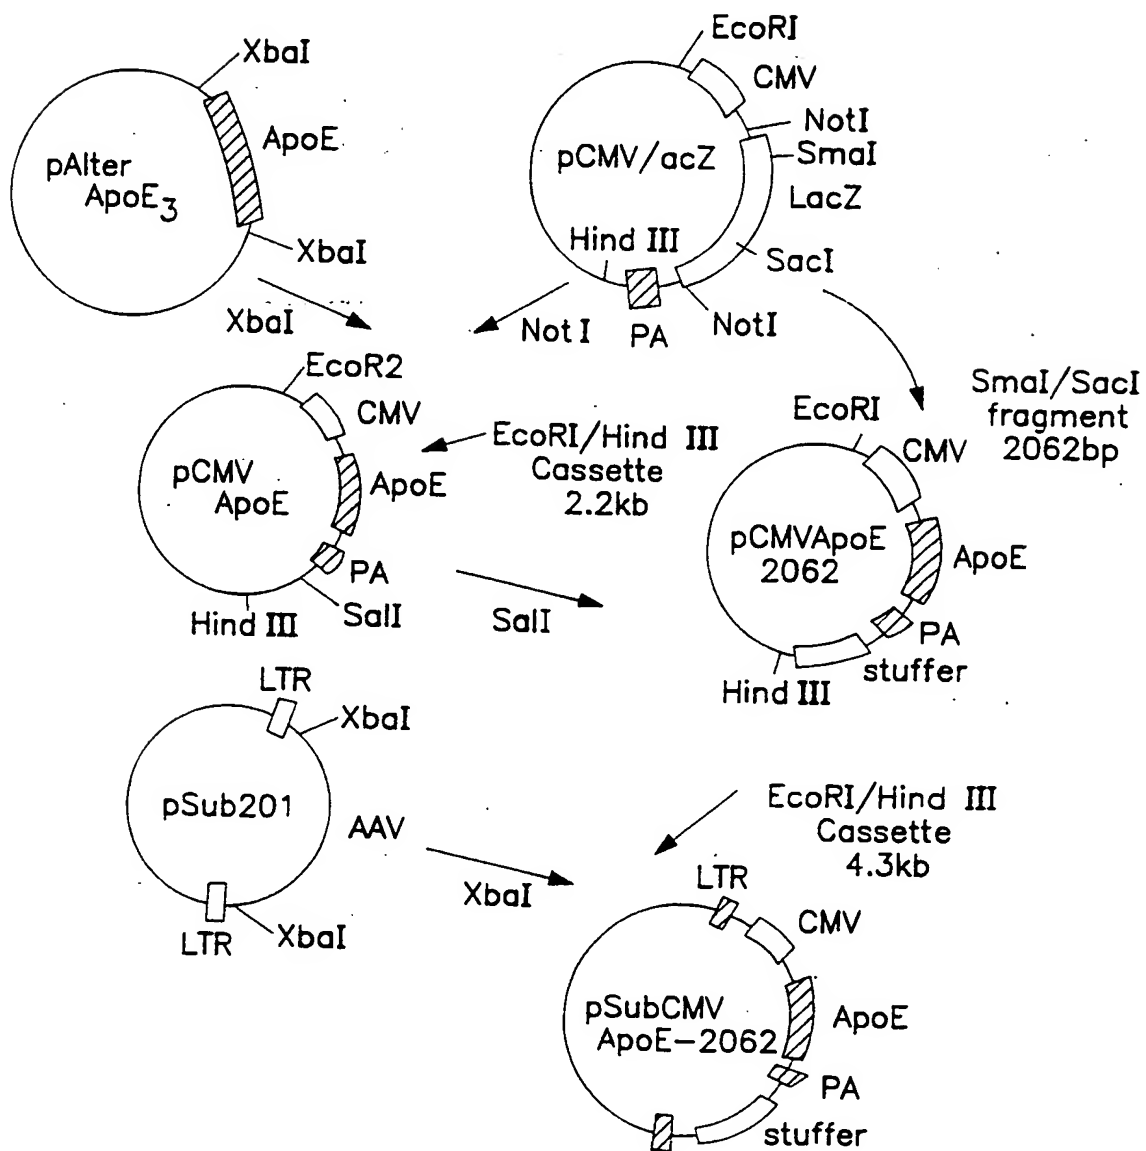 XbaI
ApoE
pAlter
ApoE3
XbaI
XbaI
EcoRI
CMV
NotI
SmaI
pCMV/acZ
LacZ
Hind III
SacI
NotI
PA
Not I
EcoR2
CMV
pCMV
ApoE
ApoE
PA
SalI
Hind III
EcoRI/Hind III
Cassette
2.2kb
SalI
SmaI/SacI
fragment
2062bp
EcoRI
CMV
pCMVApoE
2062
ApoE
PA
stuffer
Hind III
LTR
XbaI
pSub201
AAV
LTR
XbaI
XbaI
EcoRI/Hind III
Cassette
4.3kb
LTR
CMV
pSubCMV
ApoE-2062
ApoE
PA
stuffer